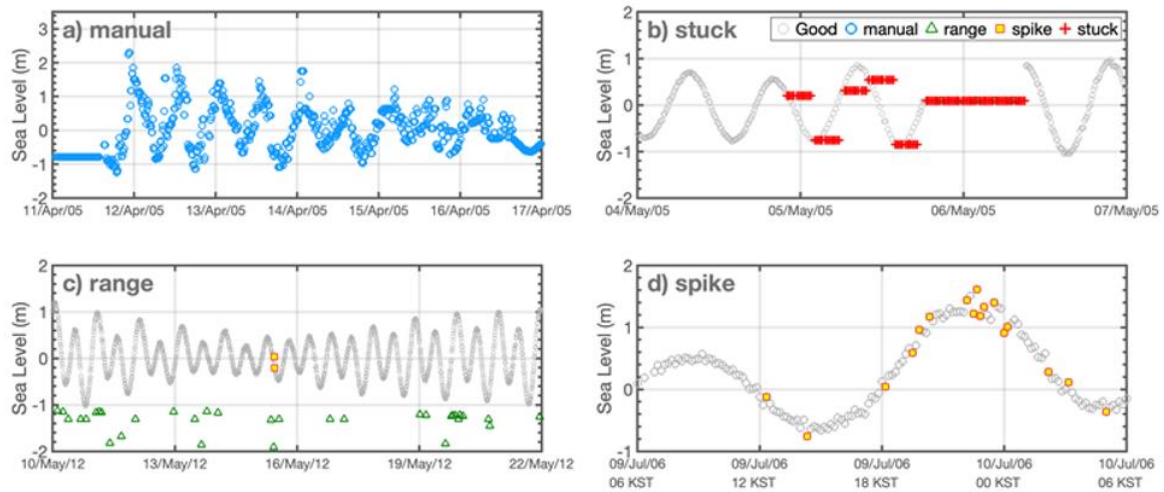 a) manual
Sea Level (m)
3
2
1
0
-1
-2
11/Apr/05 12/Apr/05 13/Apr/05 14/Apr/05 15/Apr/05 16/Apr/05 17/Apr/05
b) stuck
Good manual range spike stuck
Sea Level (m)
2
1
0
-1
-2
04/May/05 05/May/05 06/May/05 07/May/05
c) range
Sea Level (m)
2
1
0
-1
-2
10/May/12 13/May/12 16/May/12 19/May/12 22/May/12
d) spike
Sea Level (m)
2
1
0
-1
09/Jul/06 09/Jul/06 09/Jul/06 10/Jul/06 10/Jul/06
06 KST 12 KST 18 KST 00 KST 06 KST